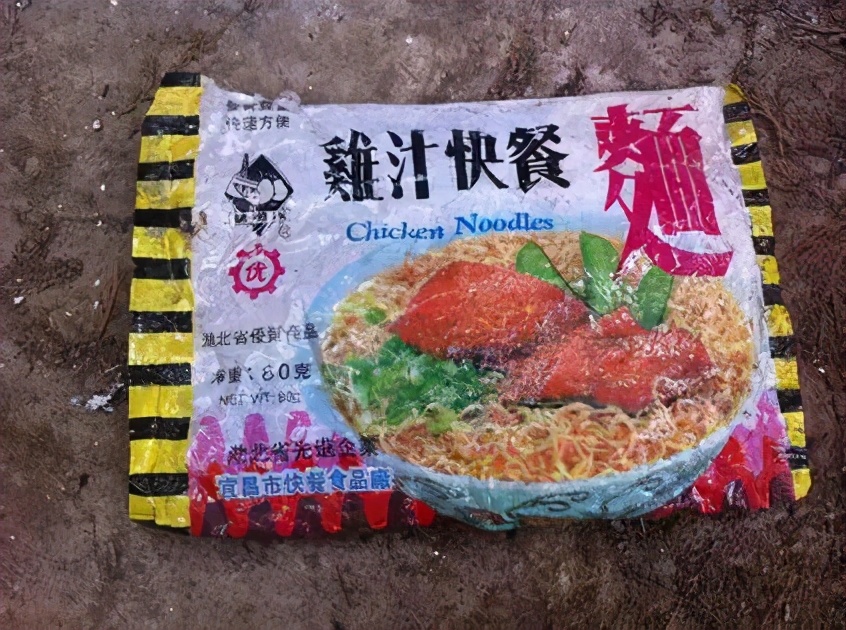 快速方便
雞汁快餐麵
Chicken Noodles
优
湖北省優質食品
净重:80克
NET WT 80G
湖北省先进企業
宜昌市快餐食品廠